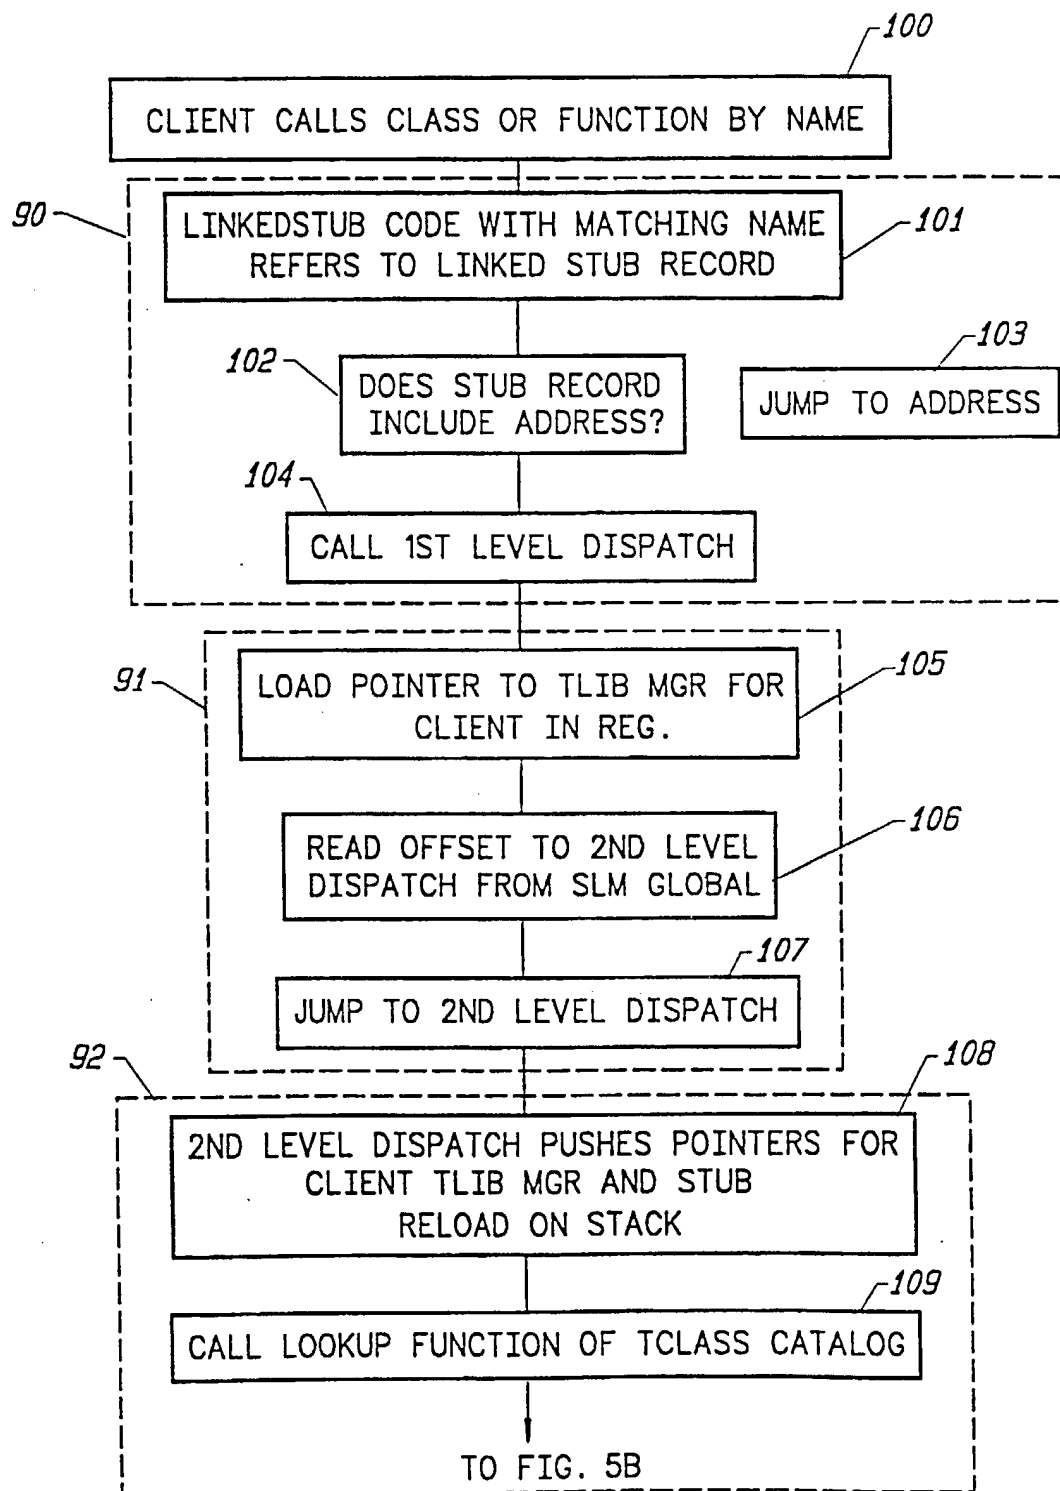 100
CLIENT CALLS CLASS OR FUNCTION BY NAME
90
LINKEDSTUB CODE WITH MATCHING NAME
REFERS TO LINKED STUB RECORD
101
102
DOES STUB RECORD
INCLUDE ADDRESS?
103
JUMP TO ADDRESS
104
CALL 1ST LEVEL DISPATCH
91
LOAD POINTER TO TLIB MGR FOR
CLIENT IN REG.
105
READ OFFSET TO 2ND LEVEL
DISPATCH FROM SLM GLOBAL
106
107
JUMP TO 2ND LEVEL DISPATCH
92
108
2ND LEVEL DISPATCH PUSHES POINTERS FOR
CLIENT TLIB MGR AND STUB
RELOAD ON STACK
109
CALL LOOKUP FUNCTION OF TCLASS CATALOG
TO FIG. 5B